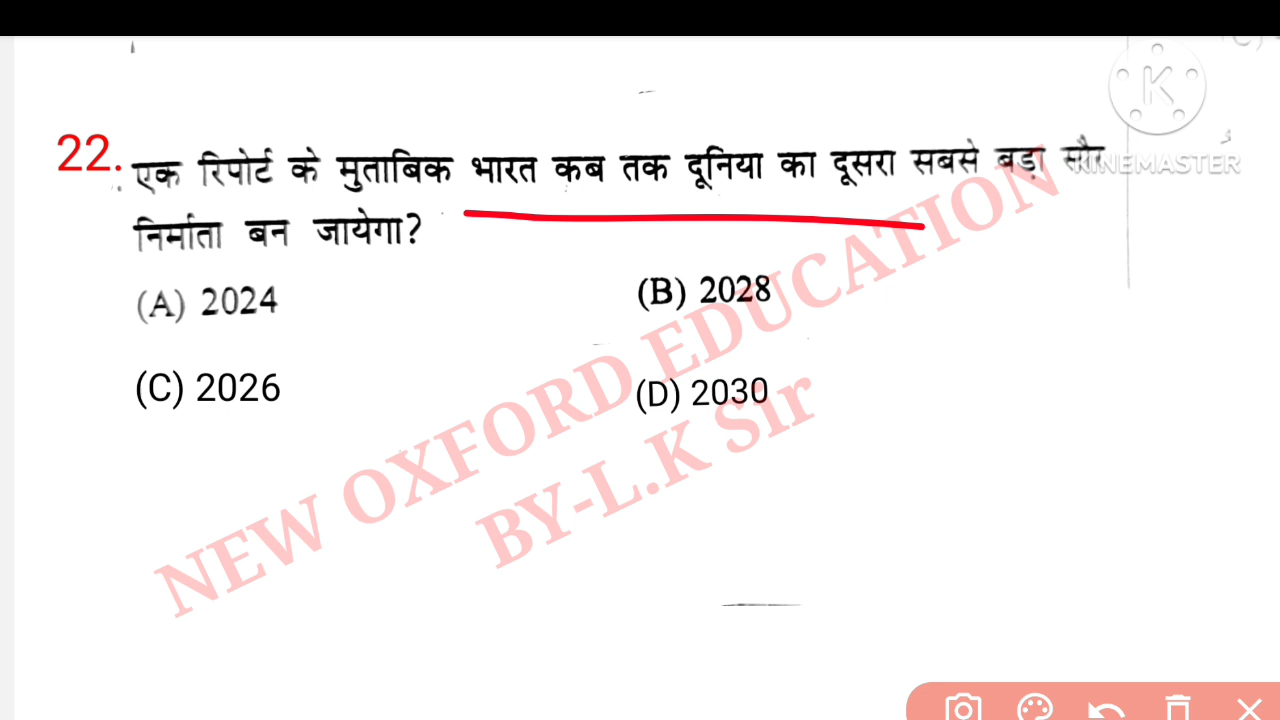 22. एक रिपोर्ट के मुताबिक भारत कब तक दूनिया का दूसरा सबसे बड़ा सौर
निर्माता बन जायेगा?
(A) 2024 (B) 2028
(C) 2026 (D) 2030
NEW OXFORD EDUCATION
BY-L.K Sir
K
KINEMASTER